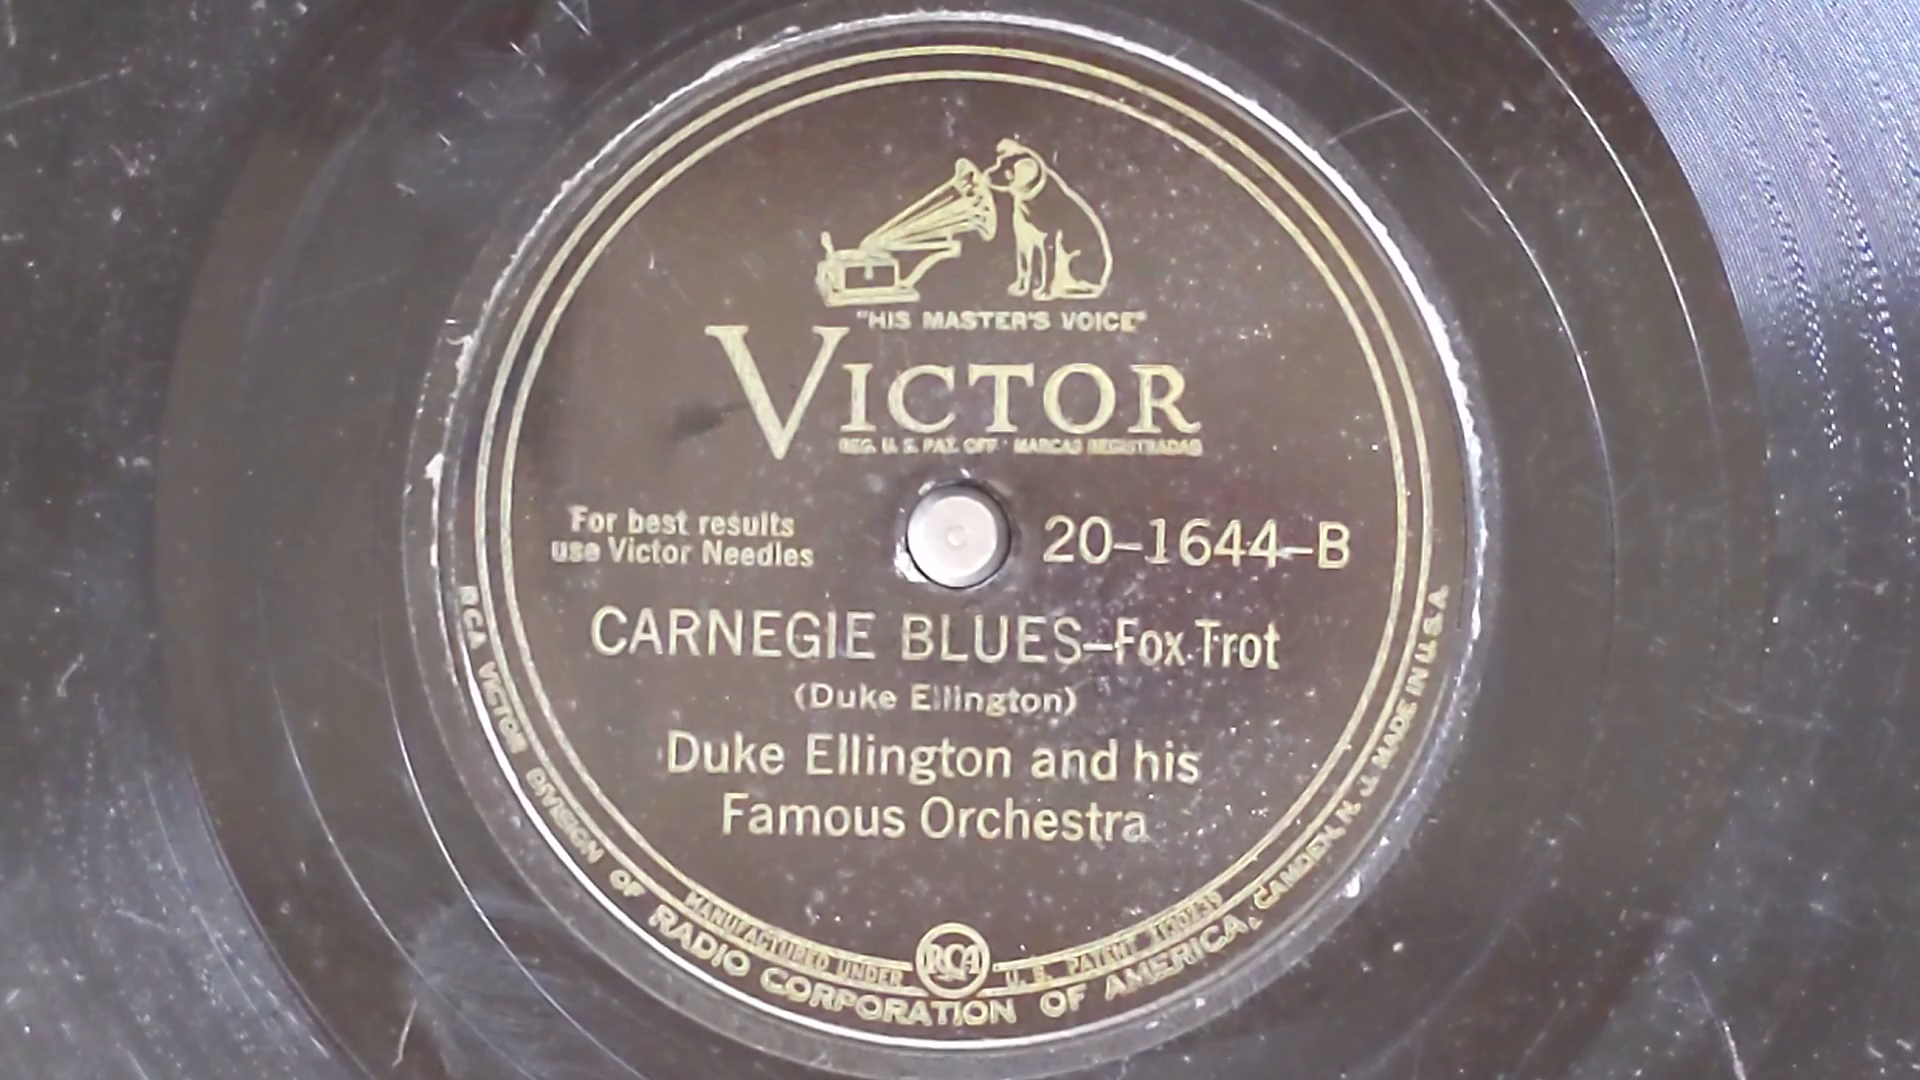 "HIS MASTER'S VOICE"
VICTOR
REG. U. S. PAT. OFF. · MARCAS REGISTRADAS
For best results
use Victor Needles
20-1644-B
CARNEGIE BLUES-Fox Trot
(Duke Ellington)
Duke Ellington and his
Famous Orchestra
MANUFACTURED UNDER RCA U. S. PATENT
RCA VICTOR DIVISION OF RADIO CORPORATION OF AMERICA, CAMDEN, N. J. MADE IN U.S.A.